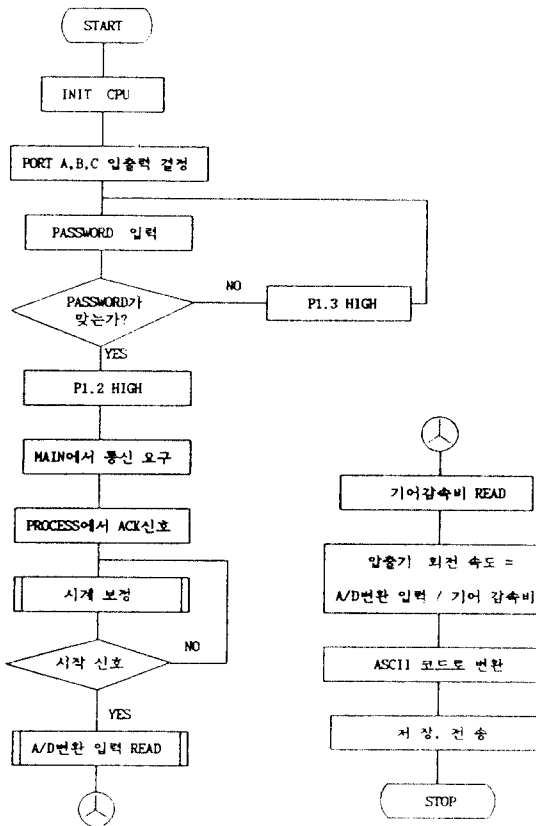 START
INIT CPU
PORT A,B,C 입출력 결정
PASSWORD 입력
PASSWORD가
맞는가?
NO
P1.3 HIGH
YES
P1.2 HIGH
MAIN에서 통신 요구
PROCESS에서 ACK신호
시계 보정
시작 신호
NO
YES
A/D변환 입력 READ
기어감속비 READ
압출기 회전 속도 =
A/D변환 입력 / 기어 감속비
ASCII 코드로 변환
저 장, 전 송
STOP